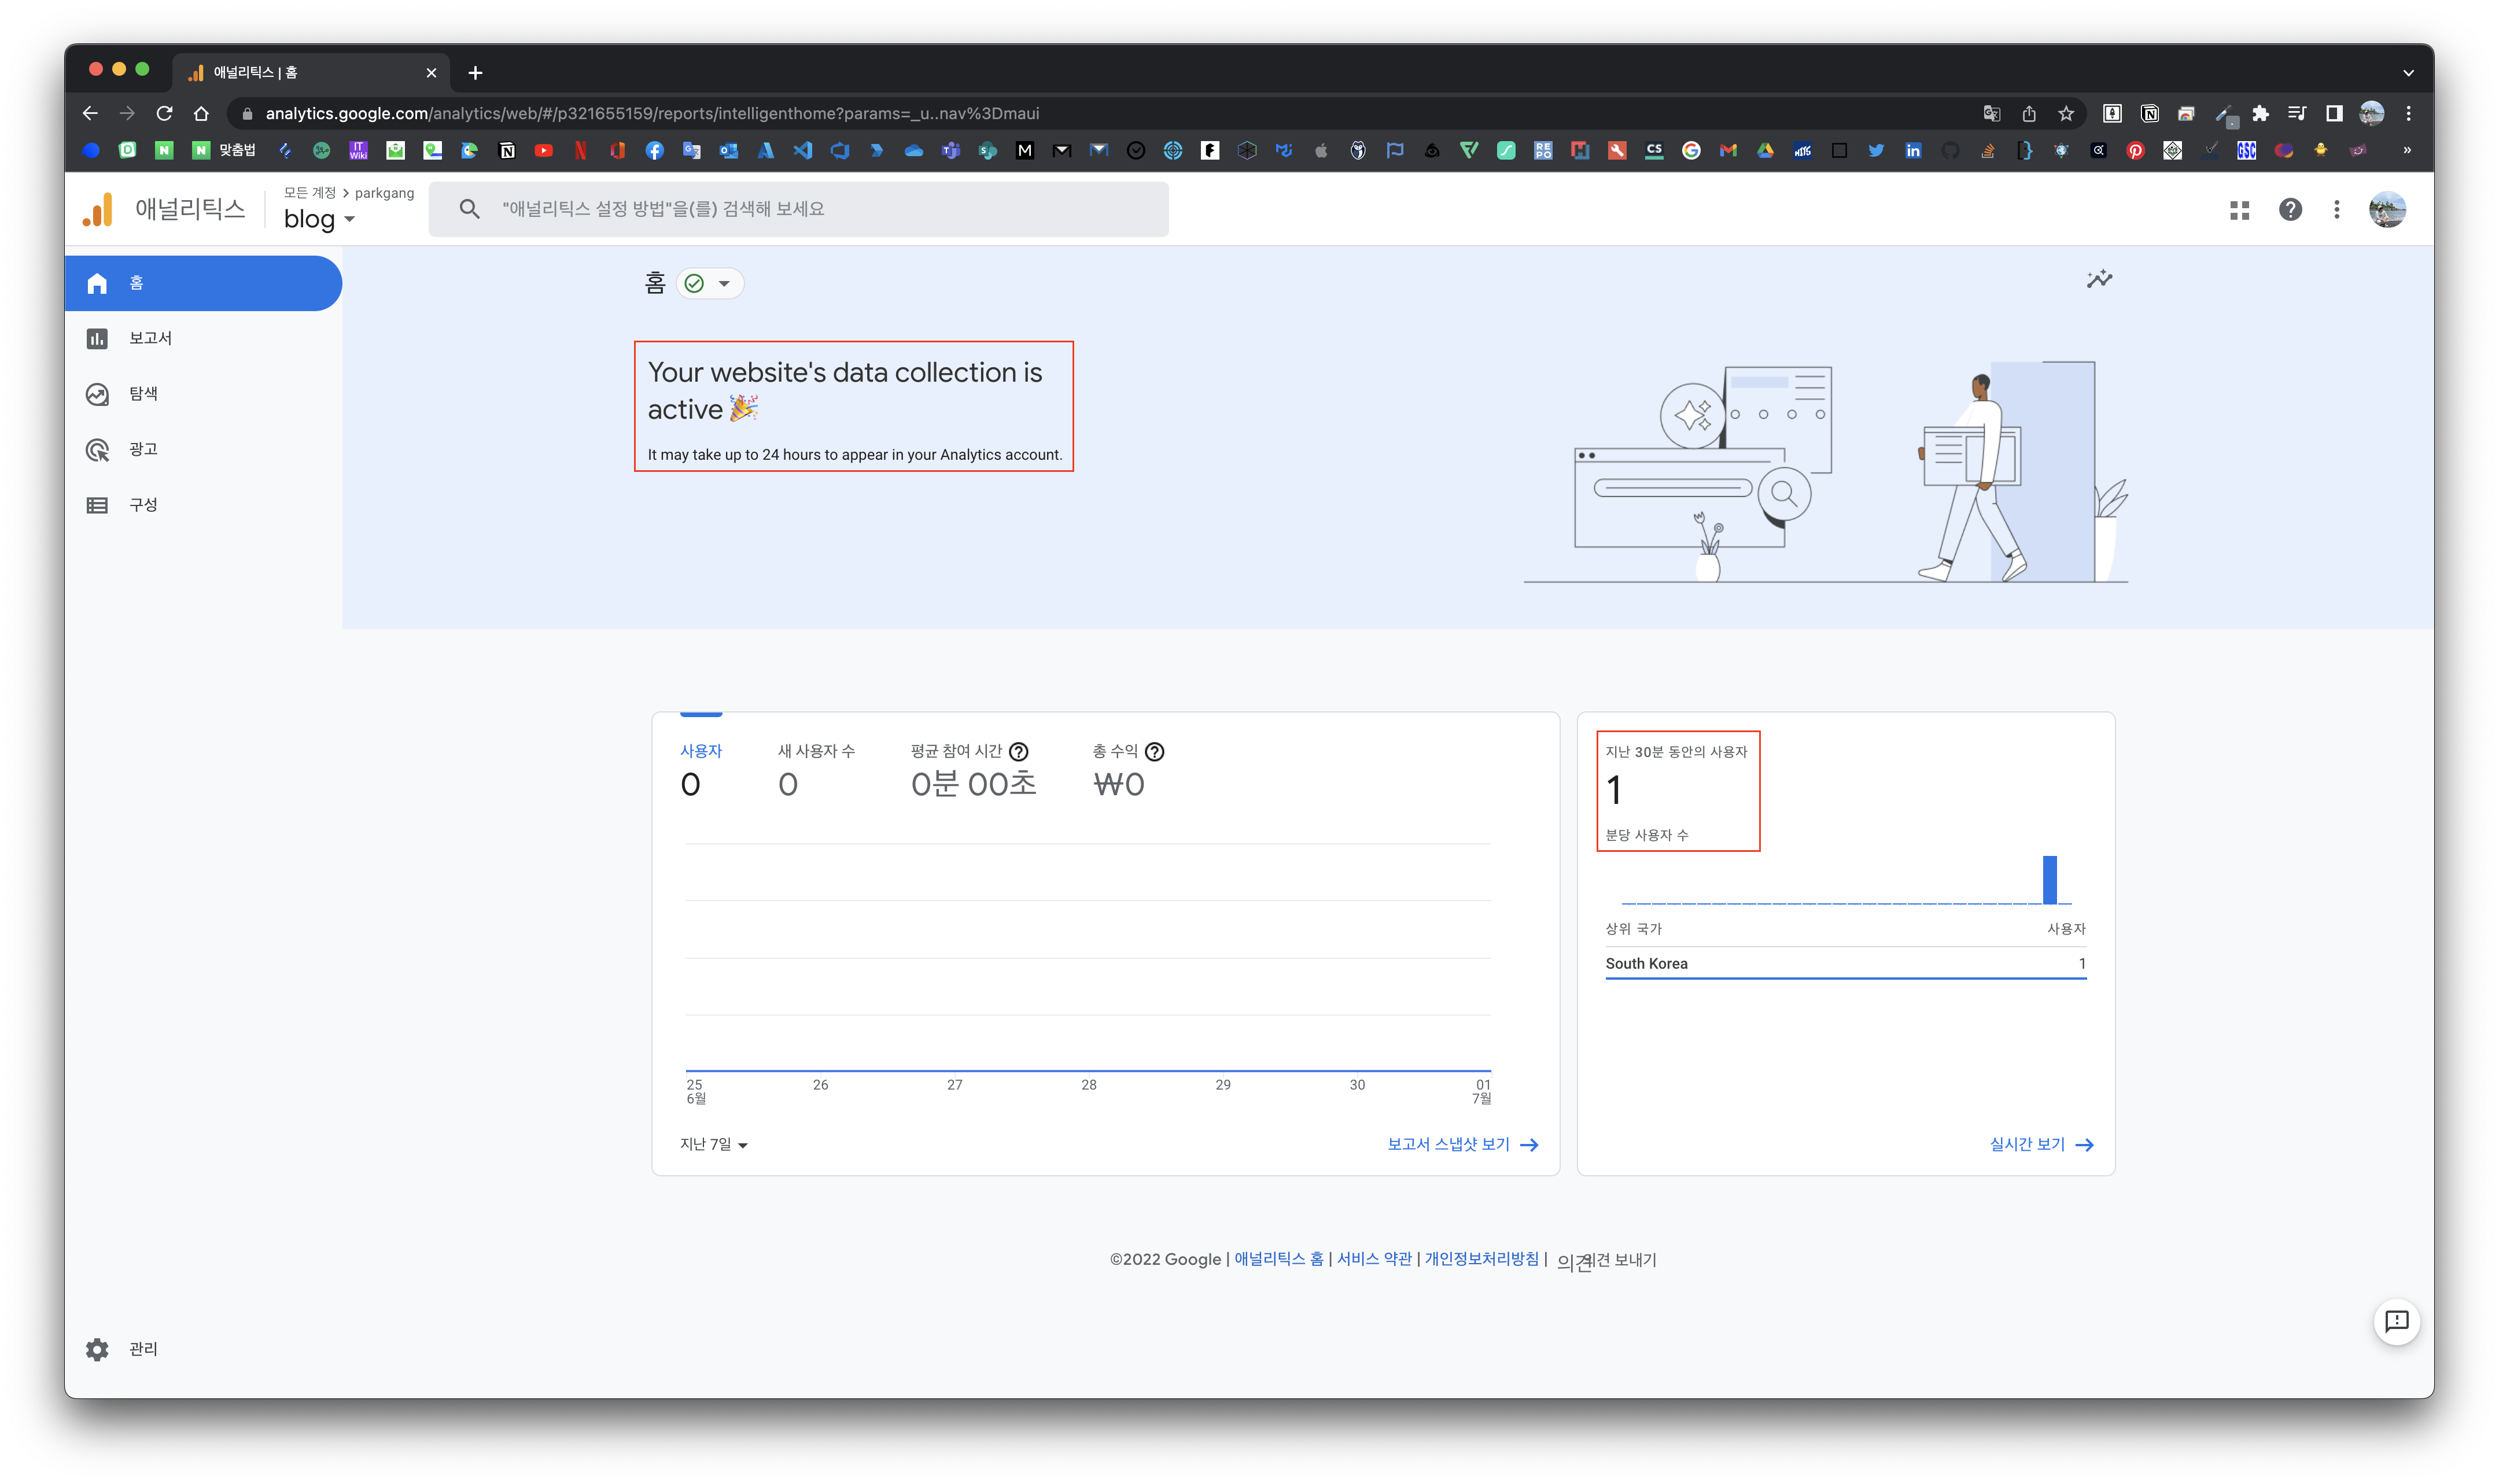 애널리틱스 | 홈
analytics.google.com/analytics/web/#/p321655159/reports/intelligenthome?params=_u..nav%3Dmaui
맞춤법
애널리틱스
모든 계정 > parkgang
blog
"애널리틱스 설정 방법"을(를) 검색해 보세요
홈
보고서
탐색
광고
구성
관리
홈
Your website's data collection is
active 🎉
It may take up to 24 hours to appear in your Analytics account.
사용자 새 사용자 수 평균 참여 시간 총 수익
0 0 0분 00초 ₩0
25 26 27 28 29 30 01
6월 7월
지난 7일 보고서 스냅샷 보기
지난 30분 동안의 사용자
1
분당 사용자 수
상위 국가 사용자
South Korea 1
실시간 보기
©2022 Google | 애널리틱스 홈 | 서비스 약관 | 개인정보처리방침 | 의견 의견 보내기